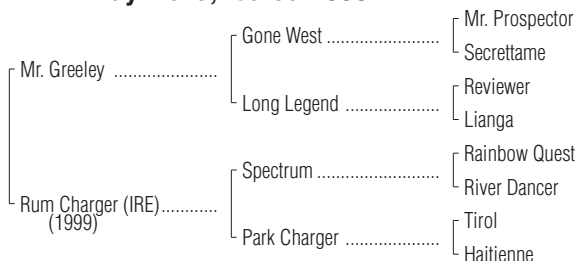 Mr. Prospector
Gone West ........................
Secrettame
Mr. Greeley ......................
Reviewer
Long Legend ....................
Lianga
Rainbow Quest
Spectrum ..........................
River Dancer
Rum Charger (IRE)............
(1999)
Tirol
Park Charger ....................
Haitienne